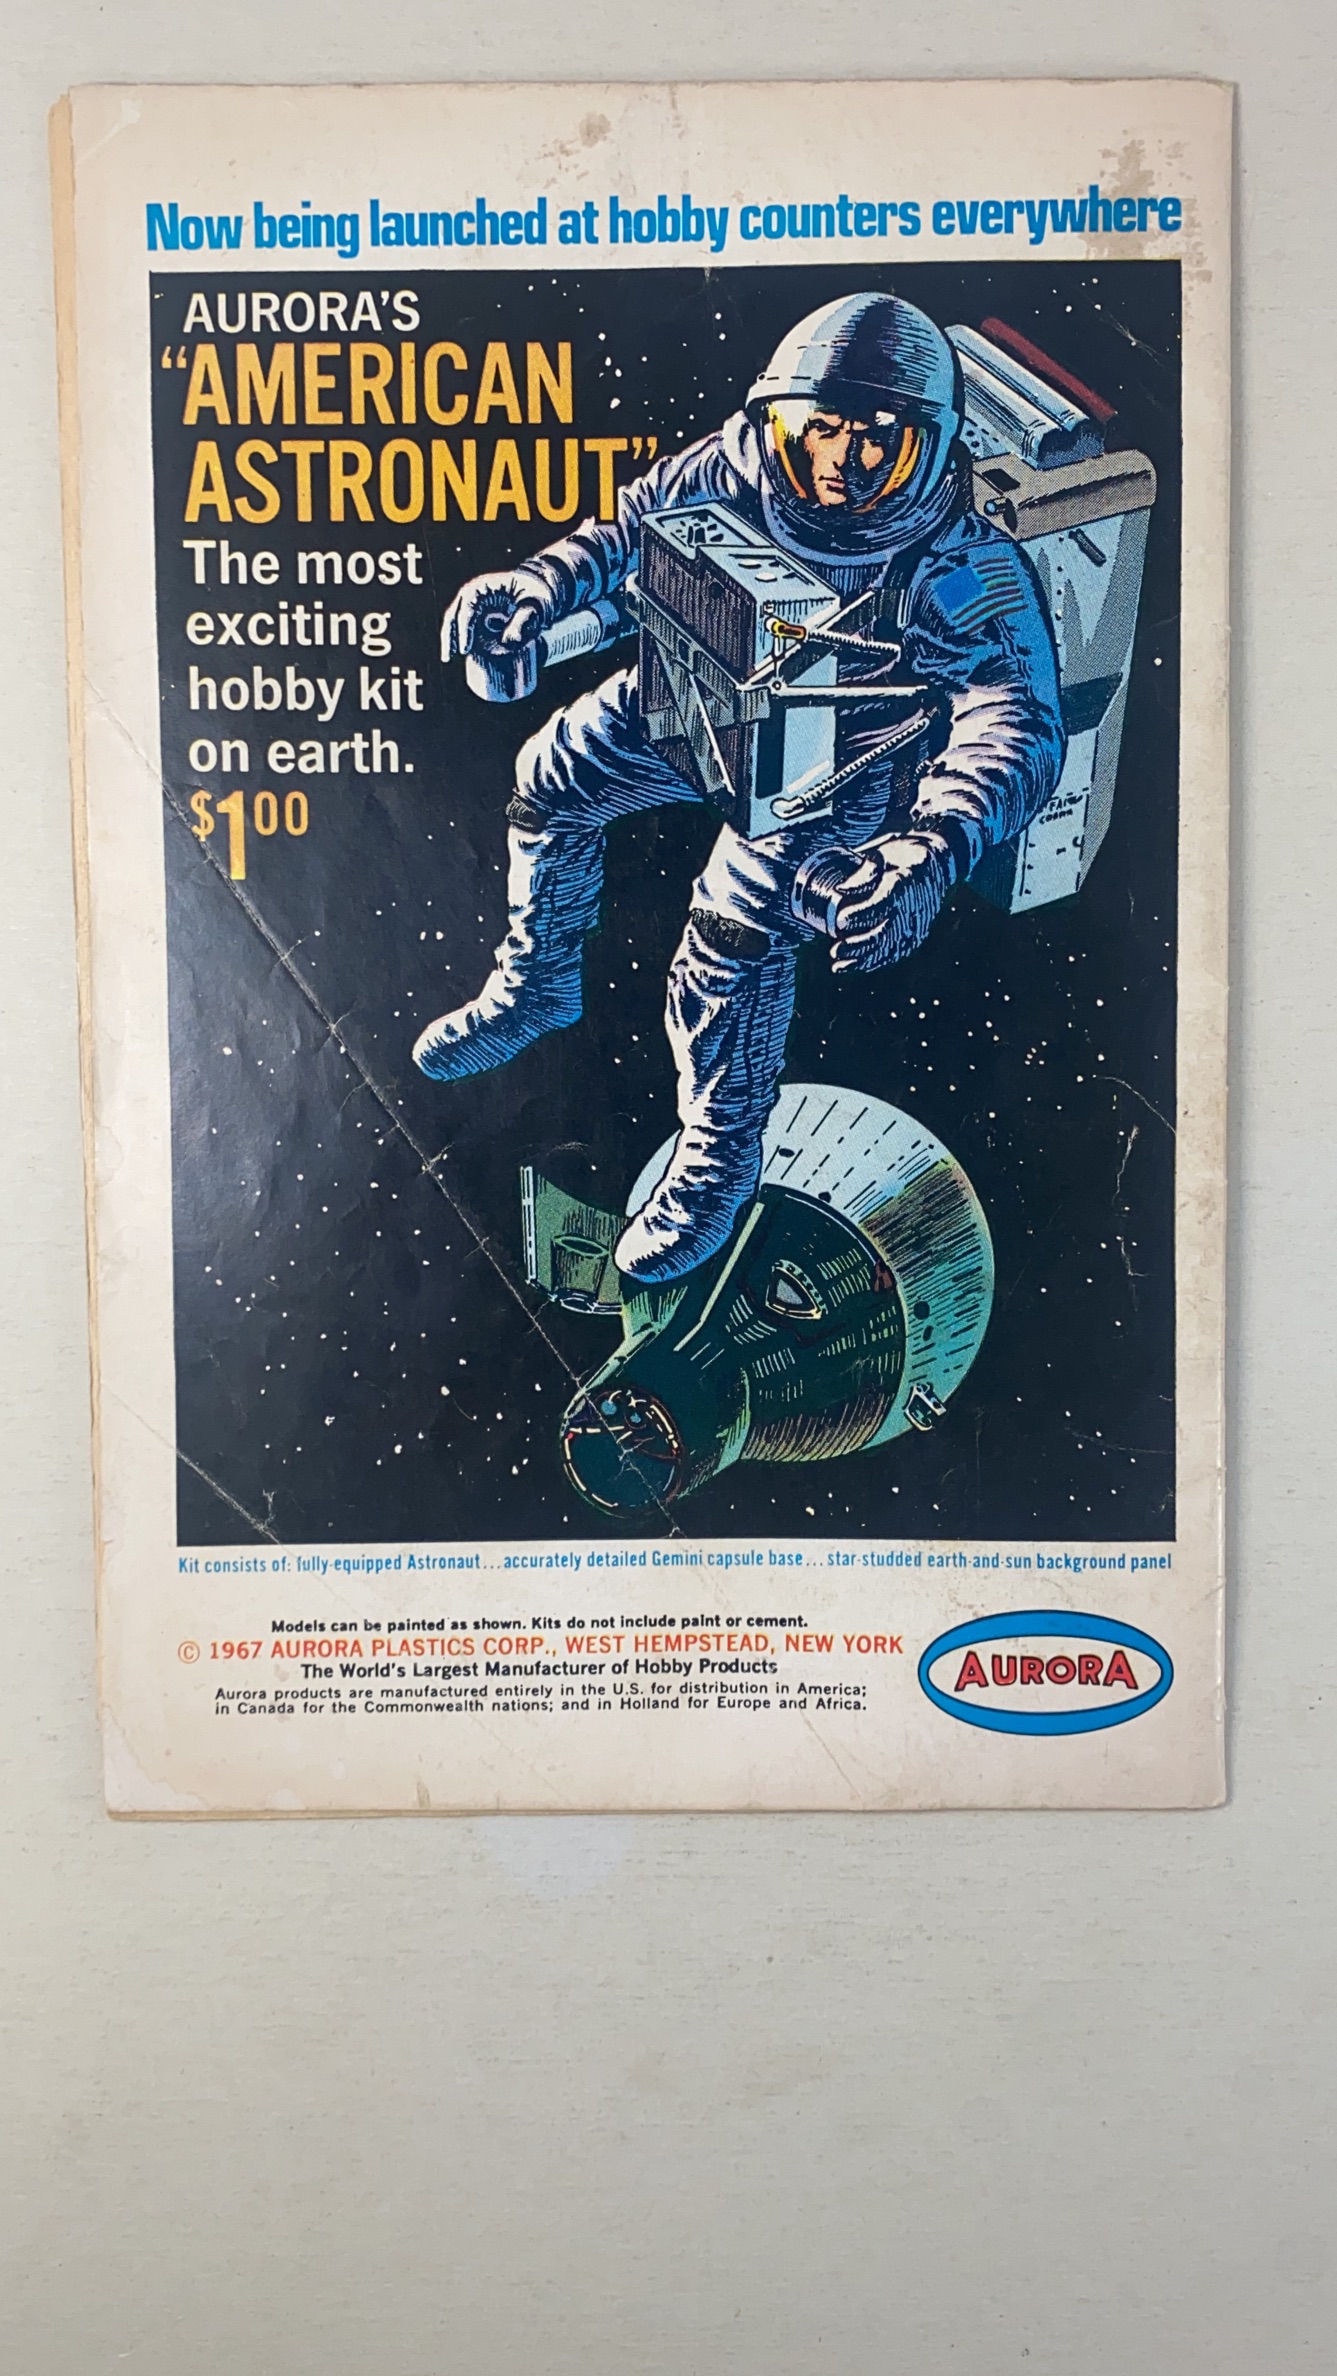 Now being launched at hobby counters everywhere
AURORA'S
“AMERICAN
ASTRONAUT”
The most
exciting
hobby kit
on earth.
$1.00
Kit consists of: fully-equipped Astronaut...accurately detailed Gemini capsule base... star-studded earth-and-sun background panel
Models can be painted as shown. Kits do not include paint or cement.
© 1967 AURORA PLASTICS CORP., WEST HEMPSTEAD, NEW YORK
The World's Largest Manufacturer of Hobby Products
Aurora products are manufactured entirely in the U.S. for distribution in America;
in Canada for the Commonwealth nations; and in Holland for Europe and Africa.
AURORA